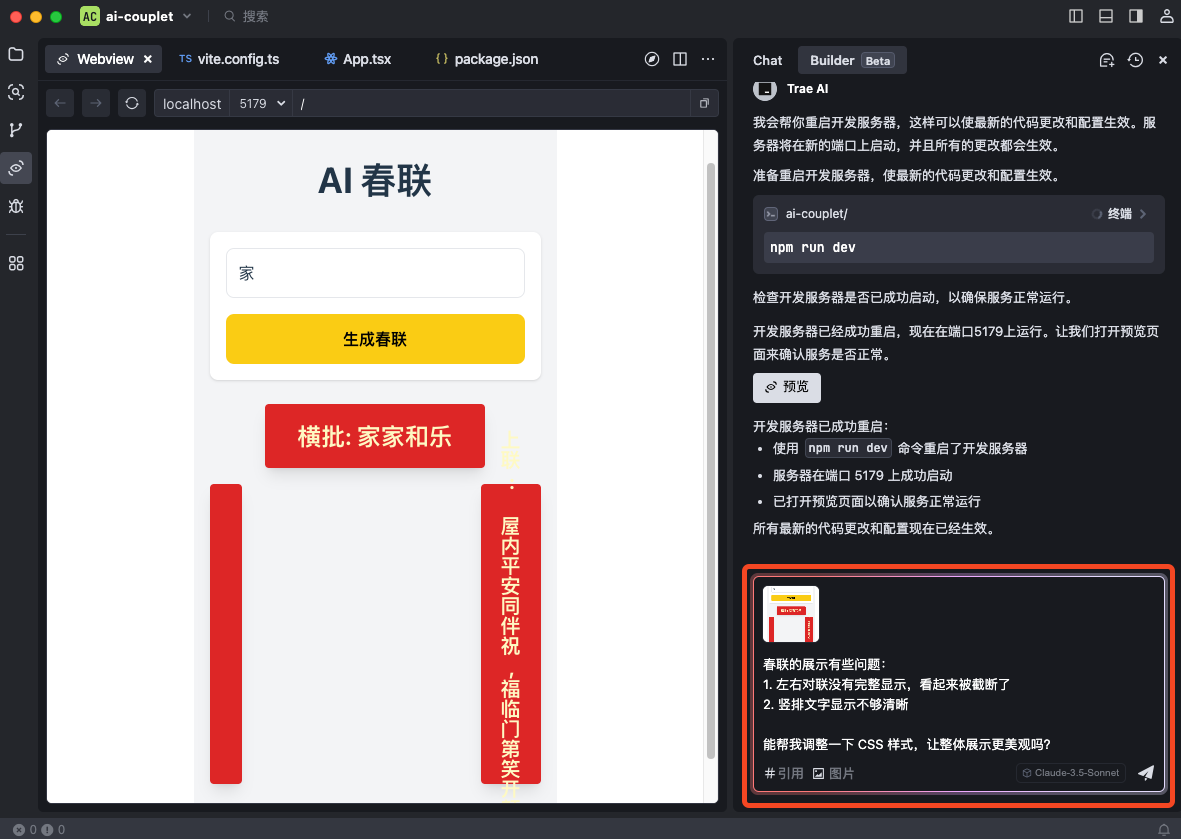 AC ai-couplet 搜索
Webview
TS vite.config.ts
App.tsx
{} package.json
localhost 5179 /
AI 春联
家
生成春联
横批: 家家和乐
上联:
屋内平安同伴祝，福临门第笑开
Chat
Builder Beta
Trae AI
我会帮你重启开发服务器，这样可以使最新的代码更改和配置生效。服
务器将在新的端口上启动，并且所有的更改都会生效。
准备重启开发服务器，使最新的代码更改和配置生效。
ai-couplet/ 终端
npm run dev
检查开发服务器是否已成功启动，以确保服务正常运行。
开发服务器已经成功重启，现在在端口5179上运行。让我们打开预览页
面来确认服务是否正常。
预览
开发服务器已成功重启：
• 使用 npm run dev 命令重启了开发服务器
• 服务器在端口 5179 上成功启动
• 已打开预览页面以确认服务正常运行
所有最新的代码更改和配置现在已经生效。
春联的展示有些问题：
1. 左右对联没有完整显示，看起来被截断了
2. 竖排文字显示不够清晰
能帮我调整一下 CSS 样式，让整体展示更美观吗?
#引用 图片 Claude-3.5-Sonnet
0 0